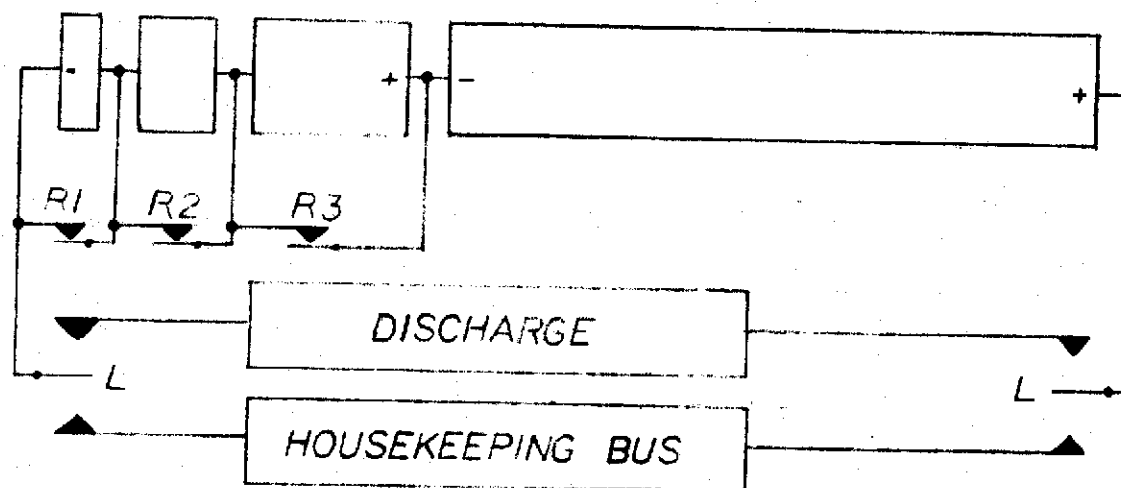 - + - +
R1 R2 R3
DISCHARGE
L L
HOUSEKEEPING BUS